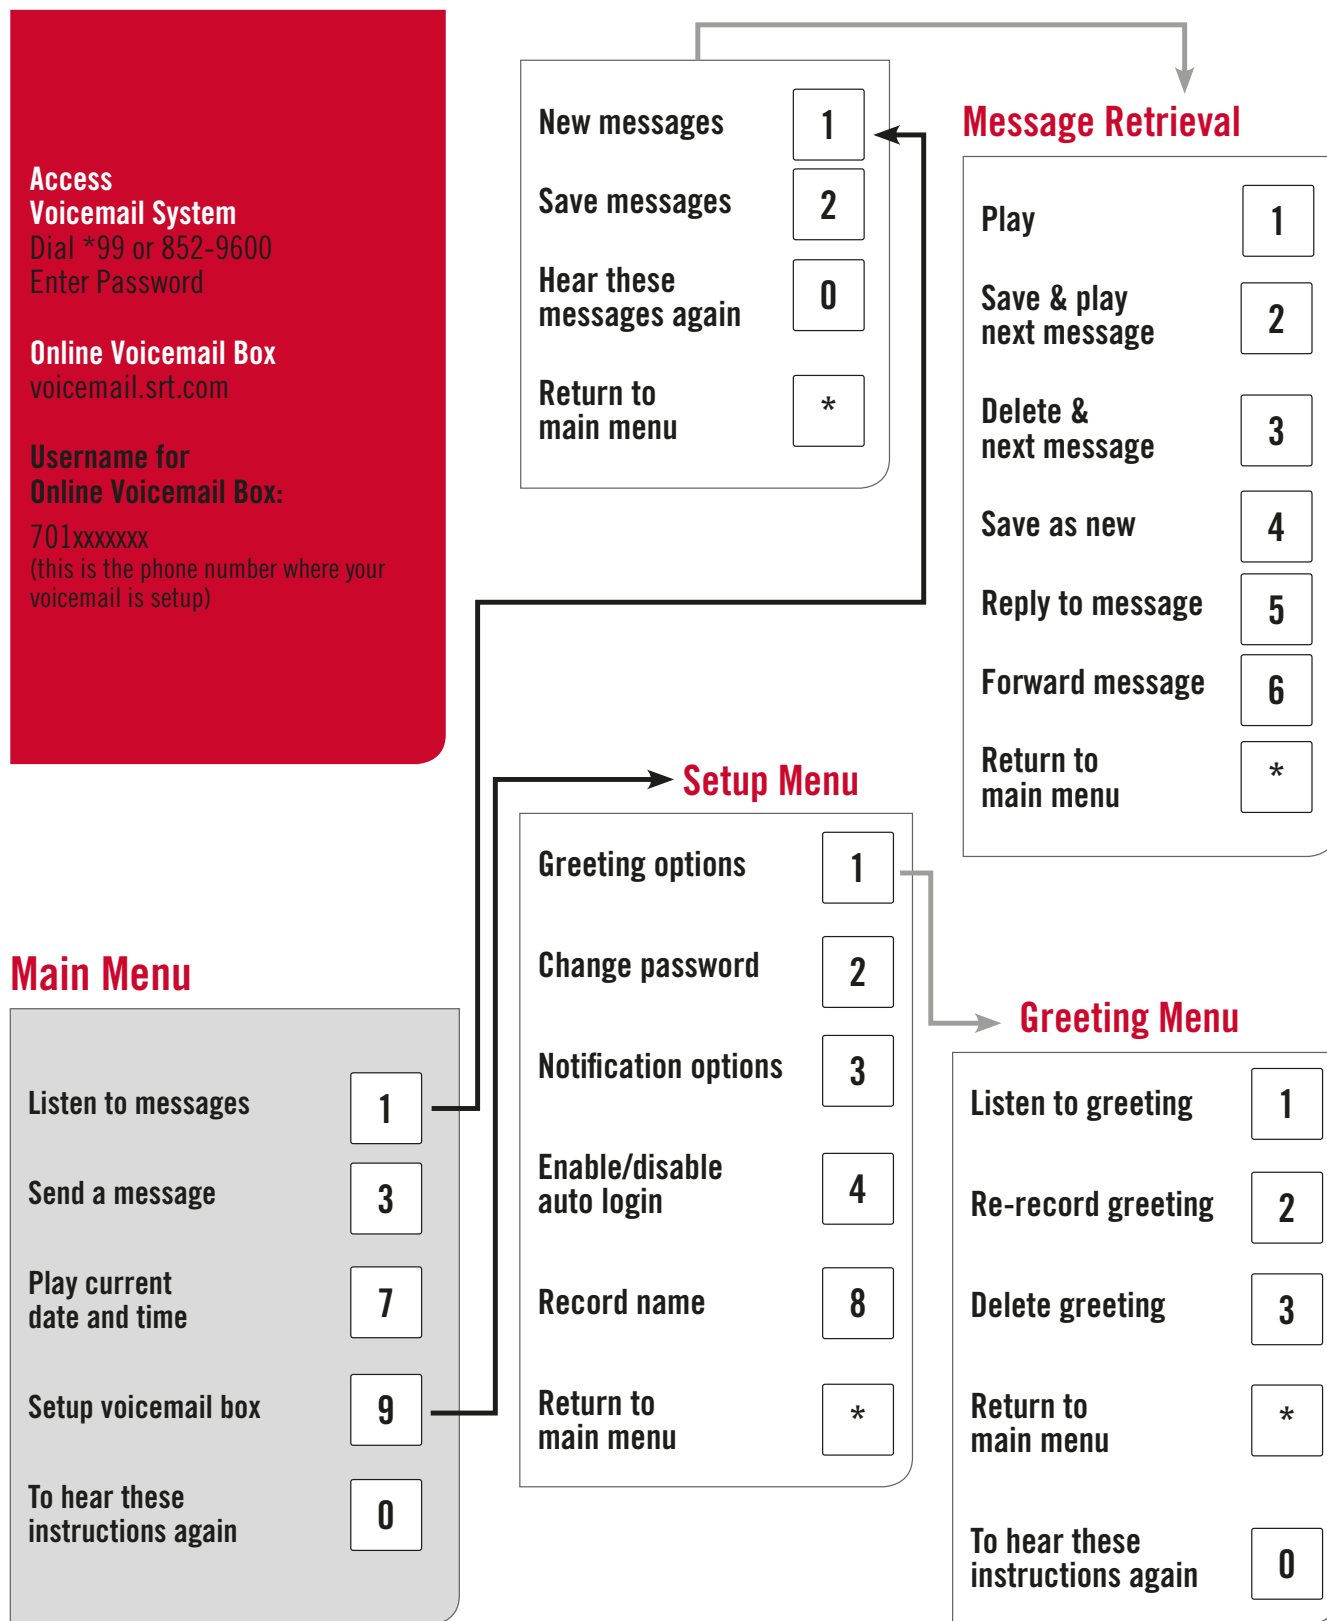 Access
Voicemail System
Dial *99 or 852-9600
Enter Password
Online Voicemail Box
voicemail.srt.com
Username for
Online Voicemail Box:
701xxxxxxx
(this is the phone number where your
voicemail is setup)
New messages 1
Save messages 2
Hear these
messages again 0
Return to
main menu *
Message Retrieval
Play 1
Save & play
next message 2
Delete &
next message 3
Save as new 4
Reply to message 5
Forward message 6
Return to
main menu *
Main Menu
Listen to messages 1
Send a message 3
Play current
date and time 7
Setup voicemail box 9
To hear these
instructions again 0
Setup Menu
Greeting options 1
Change password 2
Notification options 3
Enable/disable
auto login 4
Record name 8
Return to
main menu *
Greeting Menu
Listen to greeting 1
Re-record greeting 2
Delete greeting 3
Return to
main menu *
To hear these
instructions again 0